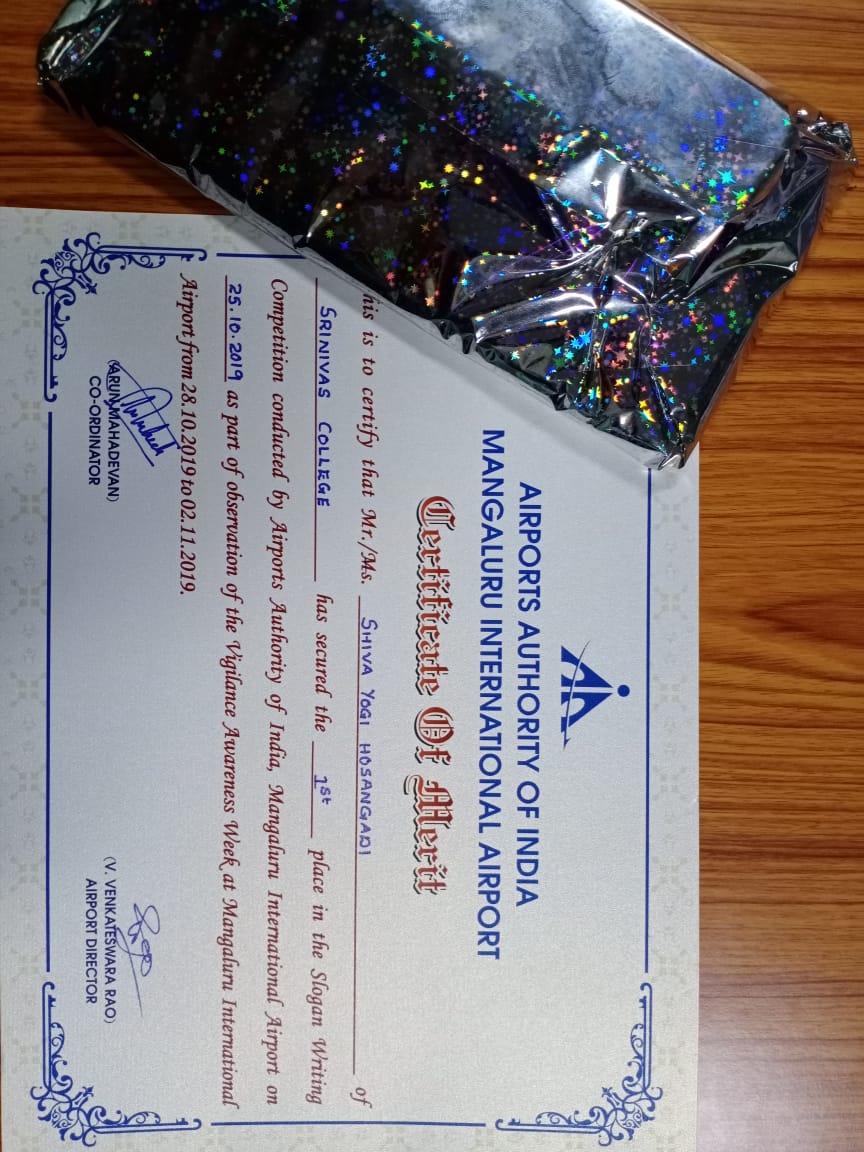 AIRPORTS AUTHORITY OF INDIA
MANGALURU INTERNATIONAL AIRPORT
Certificate Of Merit
his is to certify that Mr./Ms. SHIVA YOGI HOSANGADI of
SRINIVAS COLLEGE has secured the 1st place in the Slogan Writing
Competition conducted by Airports Authority of India, Mangaluru International Airport on
25.10.2019 as part of observation of the Vigilance Awareness Week at Mangaluru International
Airport from 28.10.2019 to 02.11.2019.
(ARUN MAHADEVAN)
CO-ORDINATOR
(V. VENKATESWARA RAO)
AIRPORT DIRECTOR